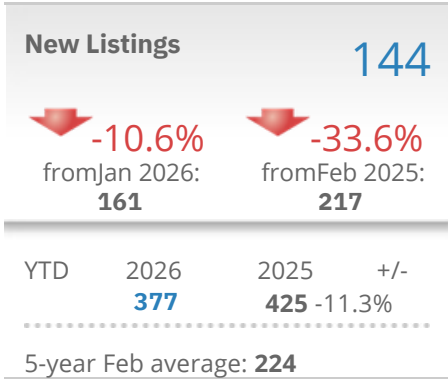 New Listings 144
-10.6% -33.6%
fromJan 2026: fromFeb 2025:
161 217
YTD 2026 2025 +/-
377 425 -11.3%
5-year Feb average: 224